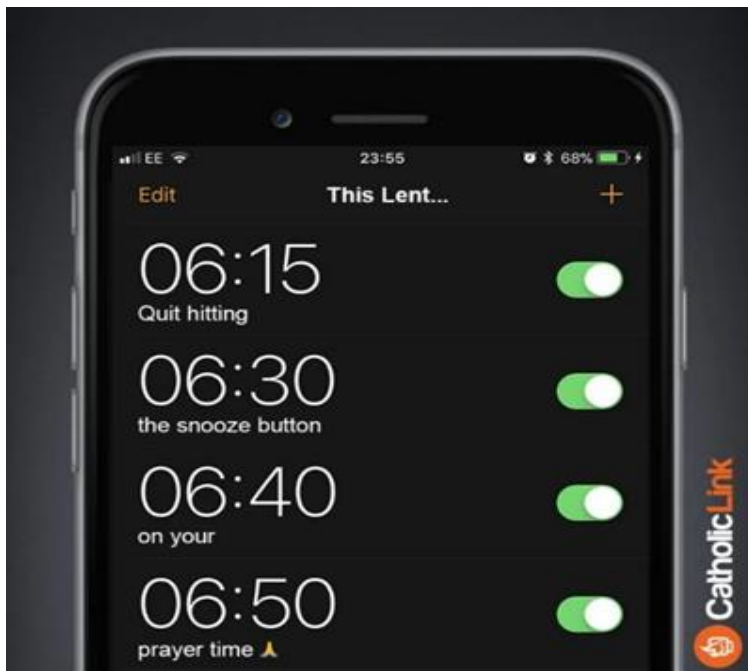 EE 23:55 68%
Edit This Lent... +
06:15
Quit hitting
06:30
the snooze button
06:40
on your
06:50
prayer time 🙏
CatholicLink